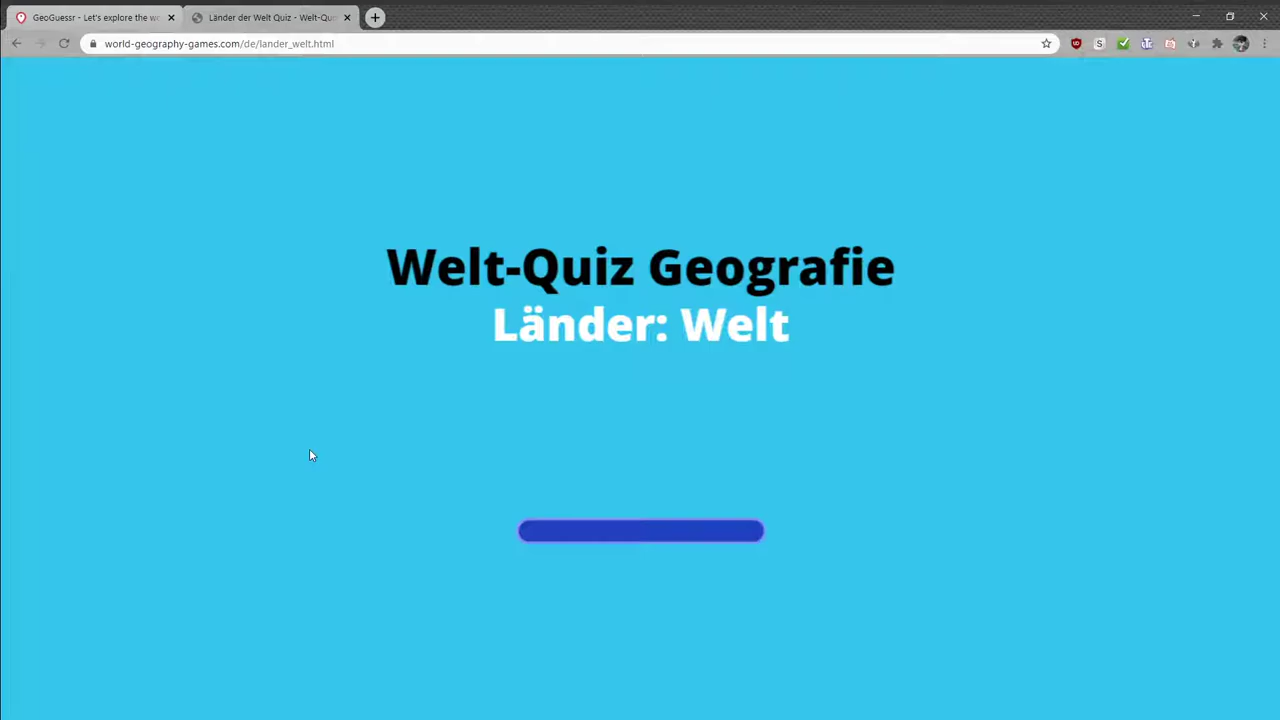 GeoGuessr - Let's explore the wo
Länder der Welt Quiz - Welt-Qu
world-geography-games.com/de/lander_welt.html
S
Welt-Quiz Geografie
Länder: Welt